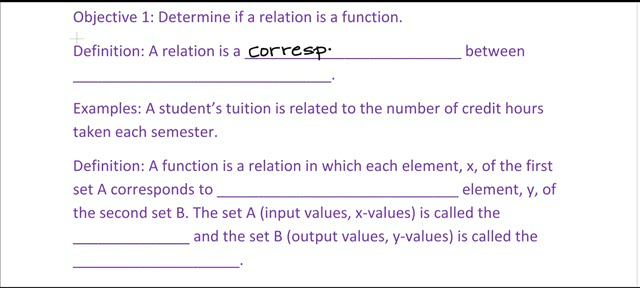 Objective 1: Determine if a relation is a function.
Definition: A relation is a corresp. ______________ between
______________________________.
Examples: A student's tuition is related to the number of credit hours
taken each semester.
Definition: A function is a relation in which each element, x, of the first
set A corresponds to ____________________________ element, y, of
the second set B. The set A (input values, x-values) is called the
______________ and the set B (output values, y-values) is called the
____________________.